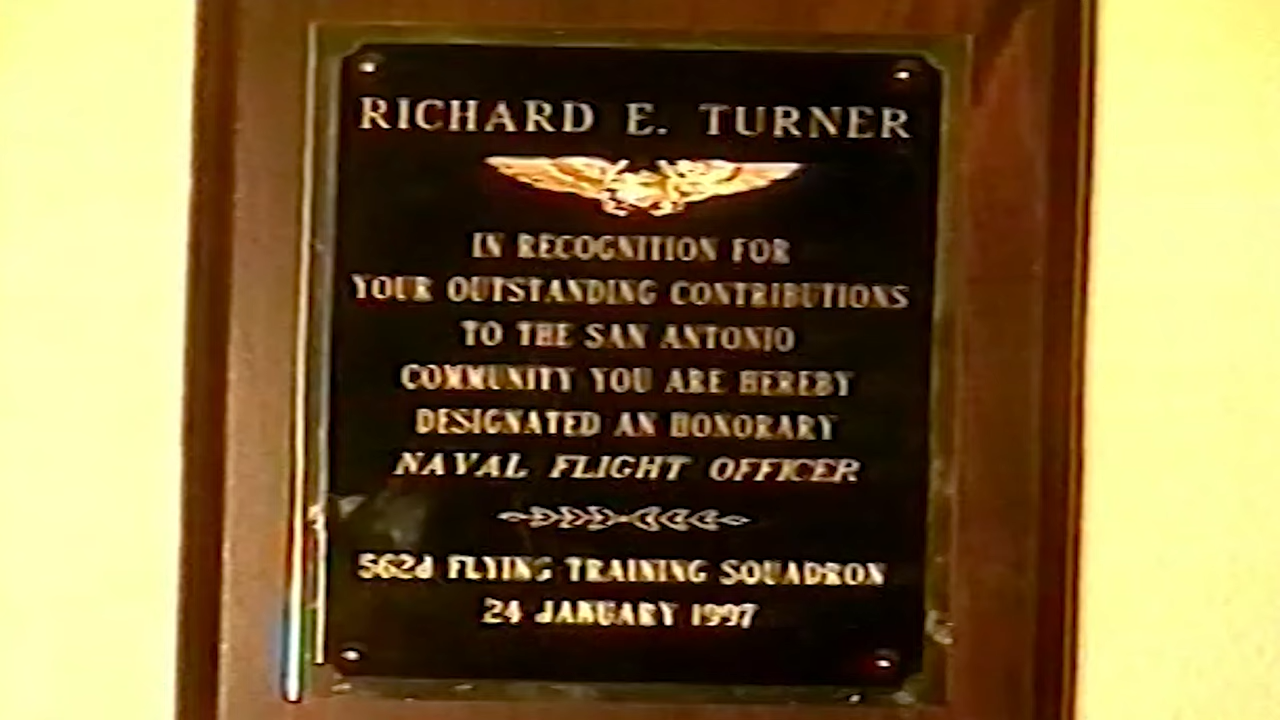 RICHARD E. TURNER
IN RECOGNITION FOR
YOUR OUTSTANDING CONTRIBUTIONS
TO THE SAN ANTONIO
COMMUNITY YOU ARE HEREBY
DESIGNATED AN HONORARY
NAVAL FLIGHT OFFICER
562d FLYING TRAINING SQUADRON
24 JANUARY 1997